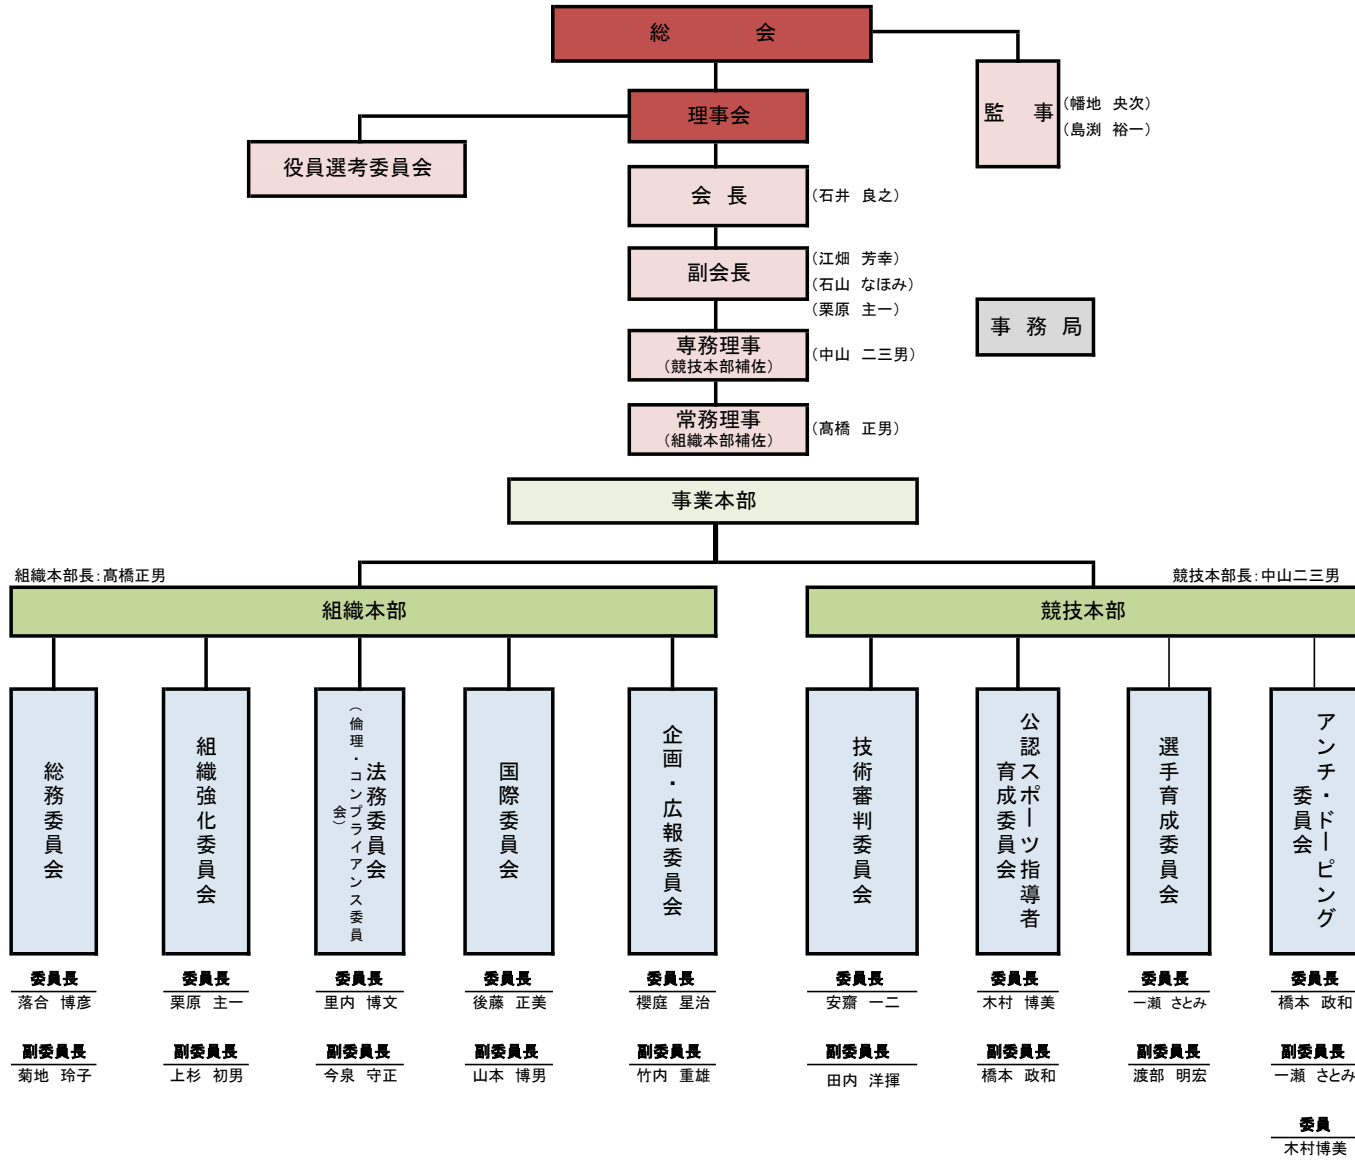 総　会
理事会
監　事
（幡地　央次）
（島渕　裕一）
役員選考委員会
会　長
（石井　良之）
副会長
（江畑　芳幸）
（石山　なほみ）
（栗原　主一）
事　務　局
専務理事
（競技本部補佐）
（中山　二三男）
常務理事
（組織本部補佐）
（髙橋　正男）
事業本部
組織本部長：髙橋正男
競技本部長：中山二三男
組織本部
競技本部
総務委員会
組織強化委員会
法務委員会
（倫理・コンプライアンス委員
会）
国際委員会
企画・広報委員会
技術審判委員会
公認スポーツ指導者
育成委員会
選手育成委員会
アンチ・ドーピング
委員会
委員長
落合　博彦
副委員長
菊地　玲子
委員長
栗原　主一
副委員長
上杉　初男
委員長
里内　博文
副委員長
今泉　守正
委員長
後藤　正美
副委員長
山本　博男
委員長
櫻庭　星治
副委員長
竹内　重雄
委員長
安齋　一二
副委員長
田内　洋揮
委員長
木村　博美
副委員長
橋本　政和
委員長
一瀬　さとみ
副委員長
渡部　明宏
委員長
橋本　政和
副委員長
一瀬　さとみ
委員
木村博美